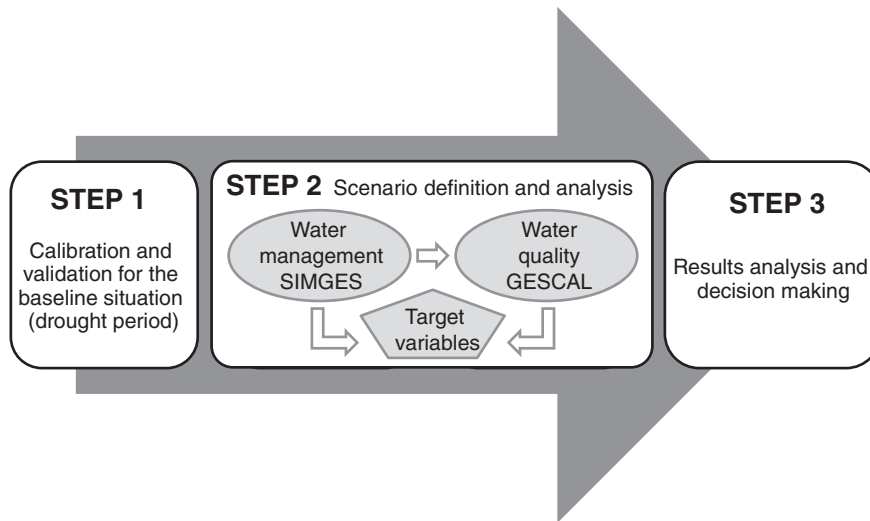 STEP 1
Calibration and
validation for the
baseline situation
(drought period)
STEP 2 Scenario definition and analysis
Water
management
SIMGES
Water
quality
GESCAL
Target
variables
STEP 3
Results analysis and
decision making